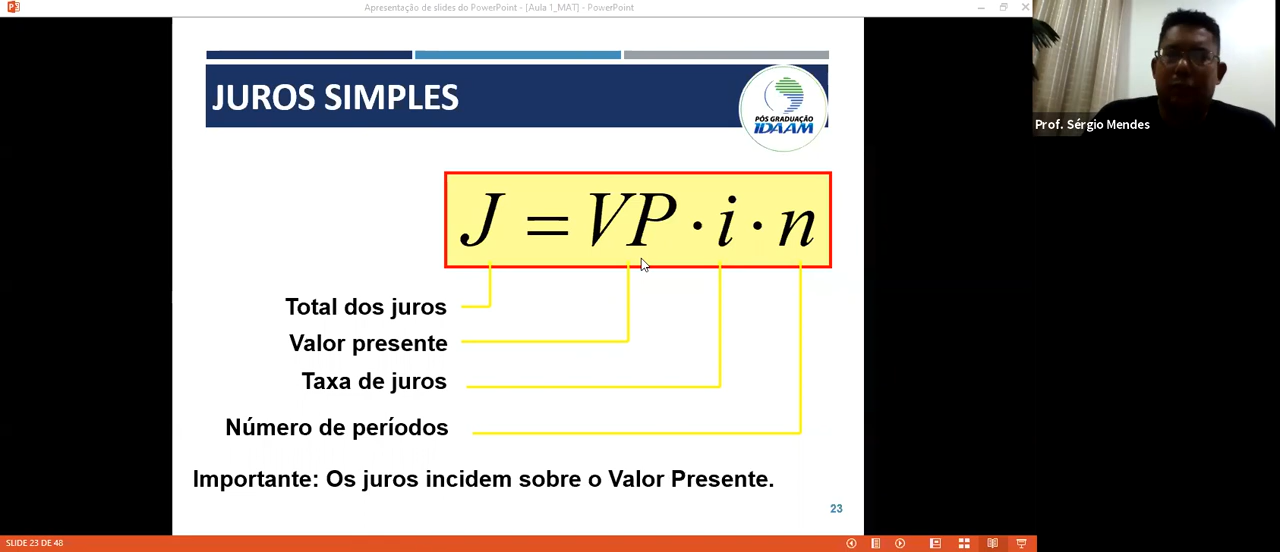 Apresentação de slides do PowerPoint - [Aula 1_MAT] - PowerPoint
JUROS SIMPLES
PÓS GRADUAÇÃO
IDAAM
Prof. Sérgio Mendes
J = VP · i · n
Total dos juros
Valor presente
Taxa de juros
Número de períodos
Importante: Os juros incidem sobre o Valor Presente.
23
SLIDE 23 DE 48